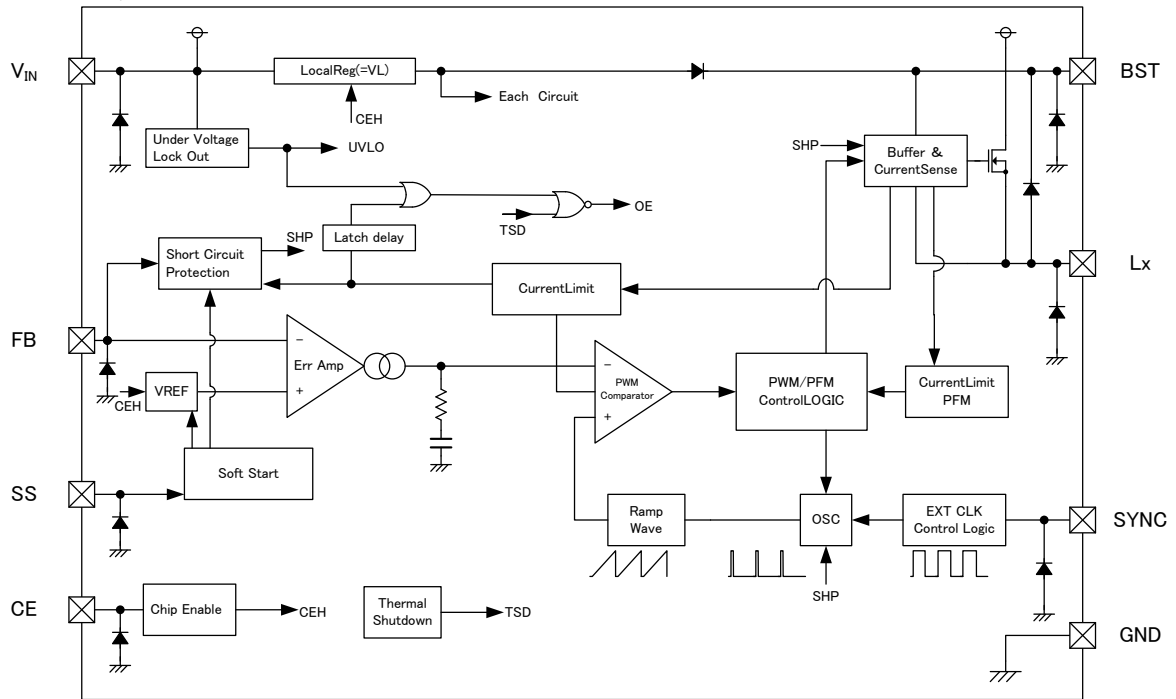 VIN
LocalReg(=VL)
BST
Each Circuit
CEH
Under Voltage
Lock Out
UVLO
SHP
Buffer &
CurrentSense
OE
TSD
Latch delay
SHP
Short Circuit
Protection
Lx
CurrentLimit
FB
−
Err Amp
+
VREF
CEH
−
PWM
Comparator
+
PWM/PFM
ControlLOGIC
CurrentLimit
PFM
Soft Start
SS
Ramp
Wave
OSC
EXT CLK
Control Logic
SYNC
SHP
CE
Chip Enable
CEH
Thermal
Shutdown
TSD
GND